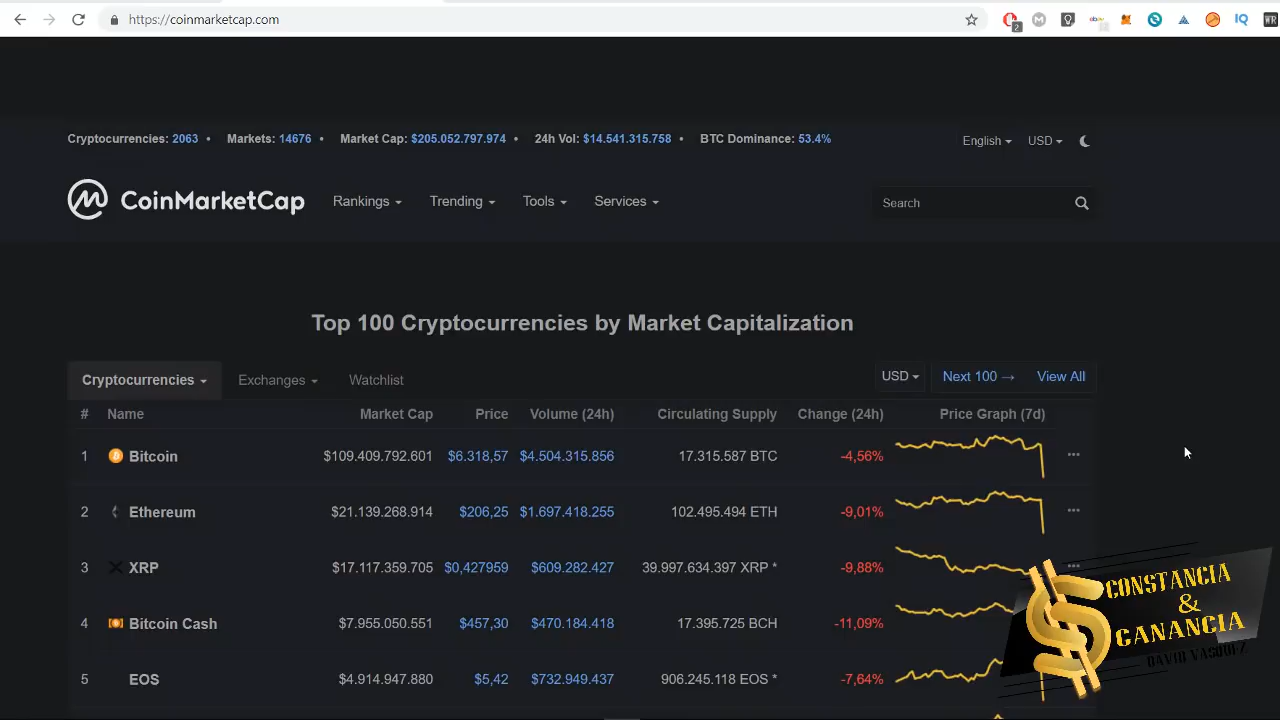 https://coinmarketcap.com
2
ebay
IQ
WR
Cryptocurrencies: 2063 • Markets: 14676 • Market Cap: $205.052.797.974 • 24h Vol: $14.541.315.758 • BTC Dominance: 53.4%
English USD
CoinMarketCap Rankings Trending Tools Services Search
Top 100 Cryptocurrencies by Market Capitalization
Cryptocurrencies Exchanges Watchlist USD Next 100 → View All
# Name Market Cap Price Volume (24h) Circulating Supply Change (24h) Price Graph (7d)
1 Bitcoin $109.409.792.601 $6.318,57 $4.504.315.856 17.315.587 BTC -4,56%
2 Ethereum $21.139.268.914 $206,25 $1.697.418.255 102.495.494 ETH -9,01%
3 XRP $17.117.359.705 $0,427959 $609.282.427 39.997.634.397 XRP * -9,88%
4 Bitcoin Cash $7.955.050.551 $457,30 $470.184.418 17.395.725 BCH -11,09%
5 EOS $4.914.947.880 $5,42 $732.949.437 906.245.118 EOS * -7,64%
CONSTANCIA
&
GANANCIA
DAVID VASQUEZ